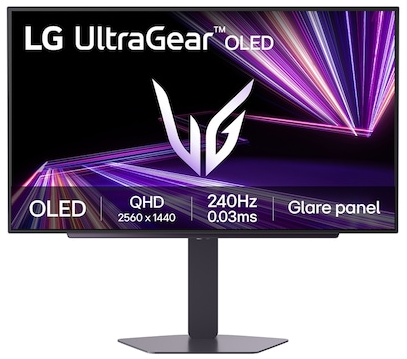 LG UltraGear™ OLED
OLED
QHD
2560 x 1440
240Hz
0.03ms
Glare panel